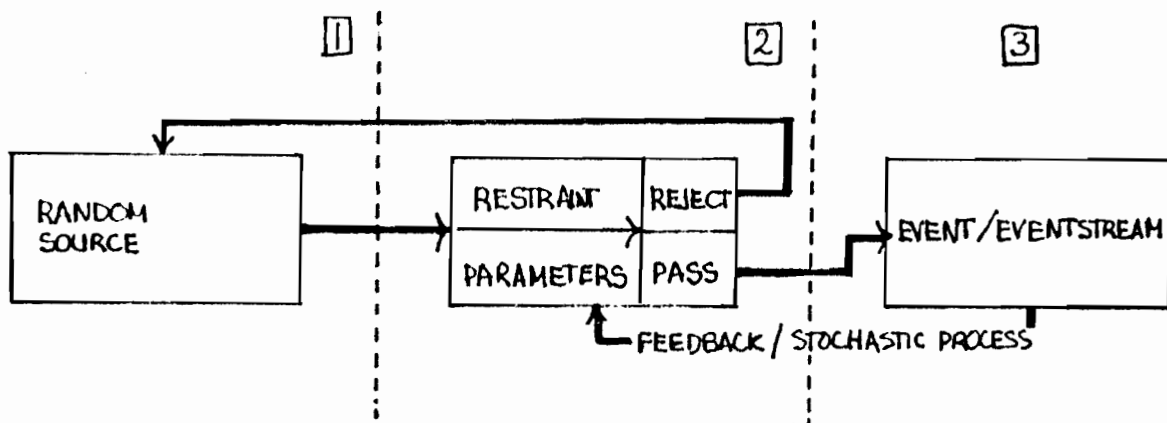 1
2
3
RANDOM
SOURCE
RESTRAINT
REJECT
PARAMETERS
PASS
EVENT/EVENTSTREAM
FEEDBACK / STOCHASTIC PROCESS